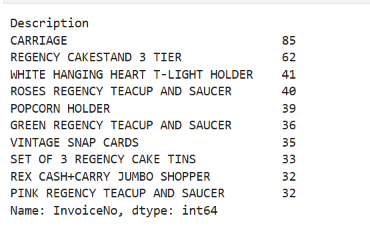 Description
CARRIAGE 85
REGENCY CAKESTAND 3 TIER 62
WHITE HANGING HEART T-LIGHT HOLDER 41
ROSES REGENCY TEACUP AND SAUCER 40
POPCORN HOLDER 39
GREEN REGENCY TEACUP AND SAUCER 36
VINTAGE SNAP CARDS 35
SET OF 3 REGENCY CAKE TINS 33
REX CASH+CARRY JUMBO SHOPPER 32
PINK REGENCY TEACUP AND SAUCER 32
Name: InvoiceNo, dtype: int64